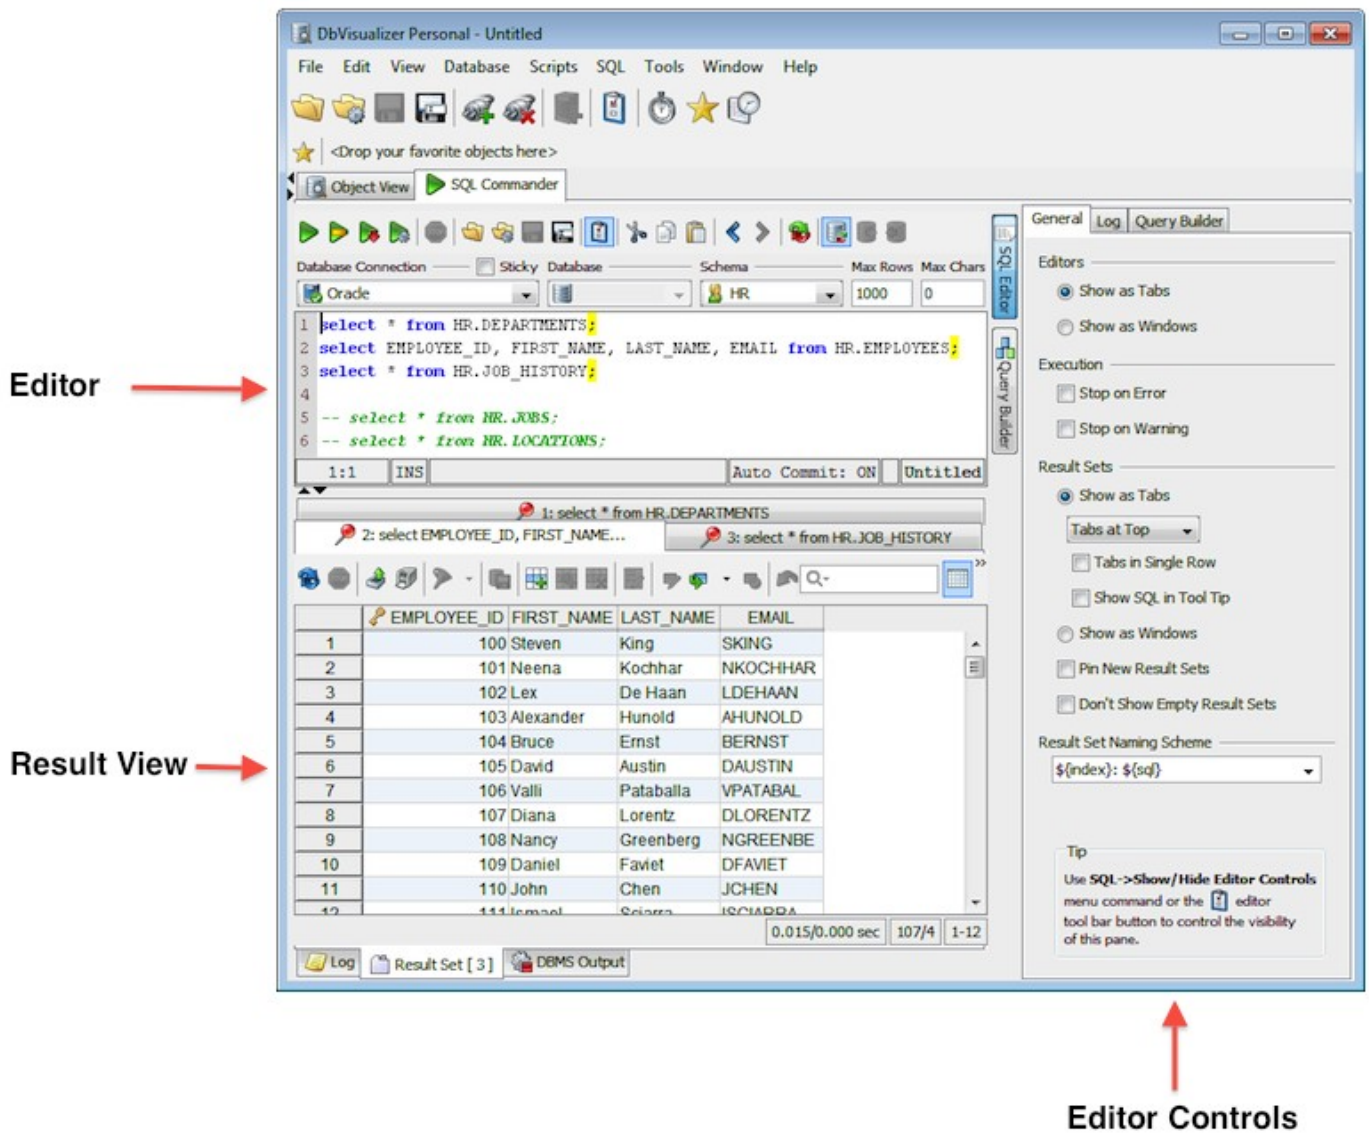 DbVisualizer Personal - Untitled
File Edit View Database Scripts SQL Tools Window Help
<Drop your favorite objects here>
Object View SQL Commander
Database Connection Sticky Database Schema Max Rows Max Chars
Oracle HR 1000 0
1 select * from HR.DEPARTMENTS;
2 select EMPLOYEE_ID, FIRST_NAME, LAST_NAME, EMAIL from HR.EMPLOYEES;
3 select * from HR.JOB_HISTORY;
4
5 -- select * from HR.JOBS;
6 -- select * from HR.LOCATIONS;
1:1 INS Auto Commit: ON Untitled
SQL Editor
Query Builder
Editor
1: select * from HR.DEPARTMENTS
2: select EMPLOYEE_ID, FIRST_NAME... 3: select * from HR.JOB_HISTORY
EMPLOYEE_ID FIRST_NAME LAST_NAME EMAIL
1 100 Steven King SKING
2 101 Neena Kochhar NKOCHHAR
3 102 Lex De Haan LDEHAAN
4 103 Alexander Hunold AHUNOLD
5 104 Bruce Ernst BERNST
6 105 David Austin DAUSTIN
7 106 Valli Pataballa VPATABAL
8 107 Diana Lorentz DLORENTZ
9 108 Nancy Greenberg NGREENBE
10 109 Daniel Faviet DFAVIET
11 110 John Chen JCHEN
12 111 Ismael Sciarra ISCIARRA
Result View
0.015/0.000 sec 107/4 1-12
Log Result Set [ 3 ] DBMS Output
General Log Query Builder
Editors
Show as Tabs
Show as Windows
Execution
Stop on Error
Stop on Warning
Result Sets
Show as Tabs
Tabs at Top
Tabs in Single Row
Show SQL in Tool Tip
Show as Windows
Pin New Result Sets
Don't Show Empty Result Sets
Result Set Naming Scheme
${index}: ${sql}
Tip
Use SQL->Show/Hide Editor Controls
menu command or the editor
tool bar button to control the visibility
of this pane.
Editor Controls